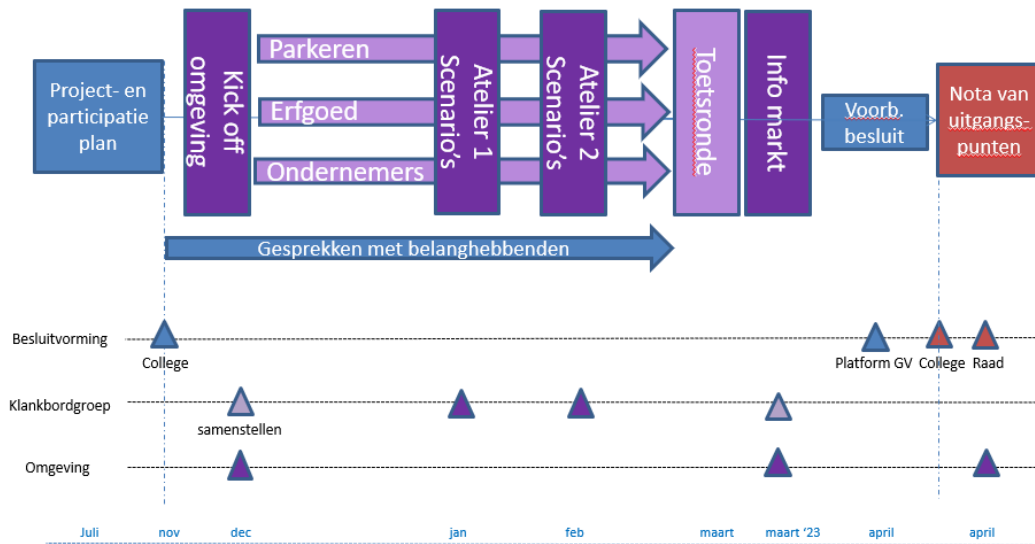 Project- en
participatie
plan
Kick off
omgeving
Parkeren
Erfgoed
Ondernemers
Atelier 1
Scenario's
Atelier 2
Scenario's
Toetsronde
Info markt
Voorb.
besluit
Nota van
uitgangs-
punten
Gesprekken met belanghebbenden
Besluitvorming
College
Platform GV
College
Raad
Klankbordgroep
samenstellen
Omgeving
Juli
nov
dec
jan
feb
maart
maart ‘23
april
april